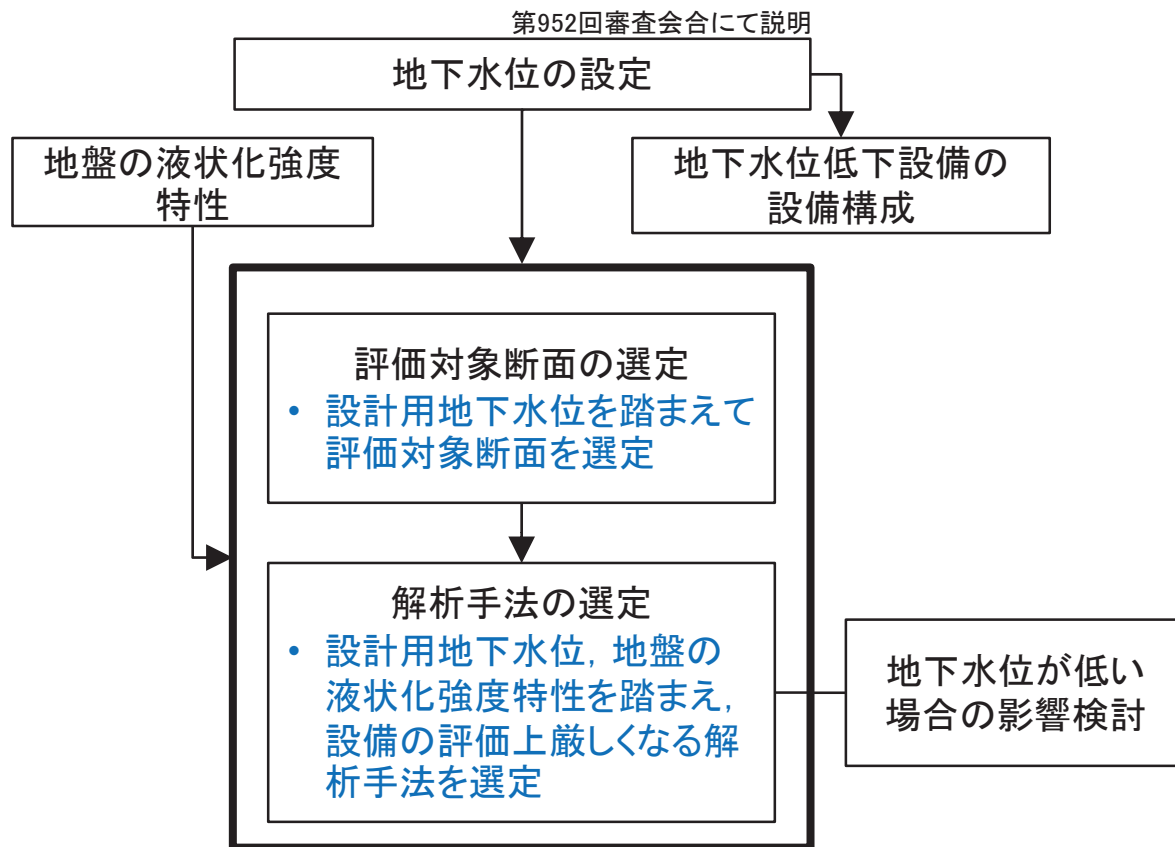 第952回審査会合にて説明
地下水位の設定
地盤の液状化強度
特性
地下水位低下設備の
設備構成
評価対象断面の選定
・ 設計用地下水位を踏まえて
評価対象断面を選定
解析手法の選定
・ 設計用地下水位，地盤の
液状化強度特性を踏まえ，
設備の評価上厳しくなる解
析手法を選定
地下水位が低い
場合の影響検討